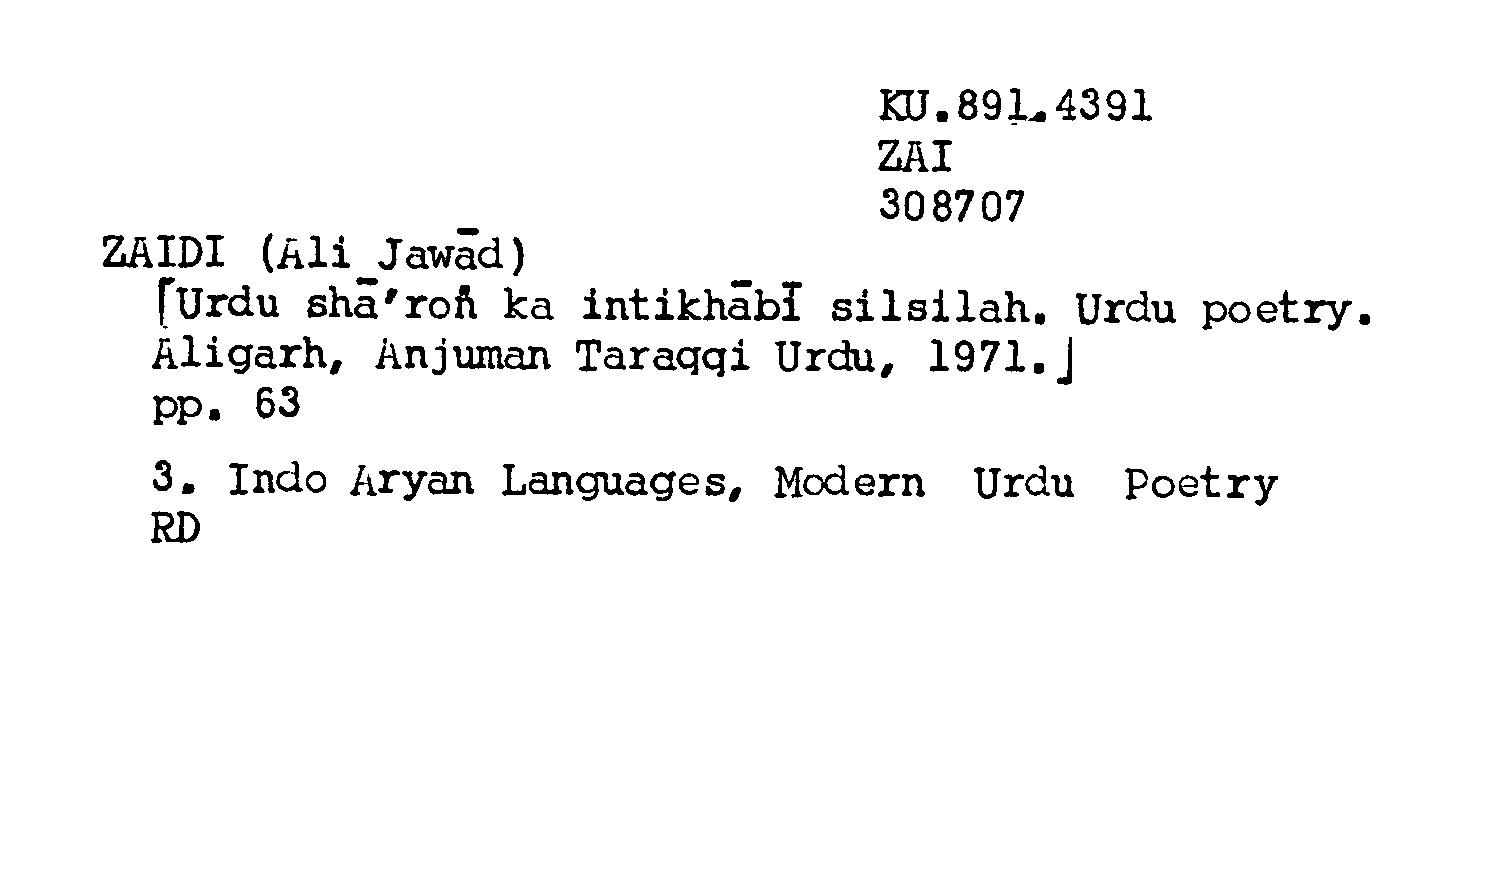 KU.891.4391
ZAI
308707
ZAIDI (Ali Jawād)
⌈Urdu shā'roṅ ka intikhābī silsilah. Urdu poetry.
Aligarh, Anjuman Taraqqi Urdu, 1971.⌋
pp. 63
3. Indo Aryan Languages, Modern Urdu Poetry
RD